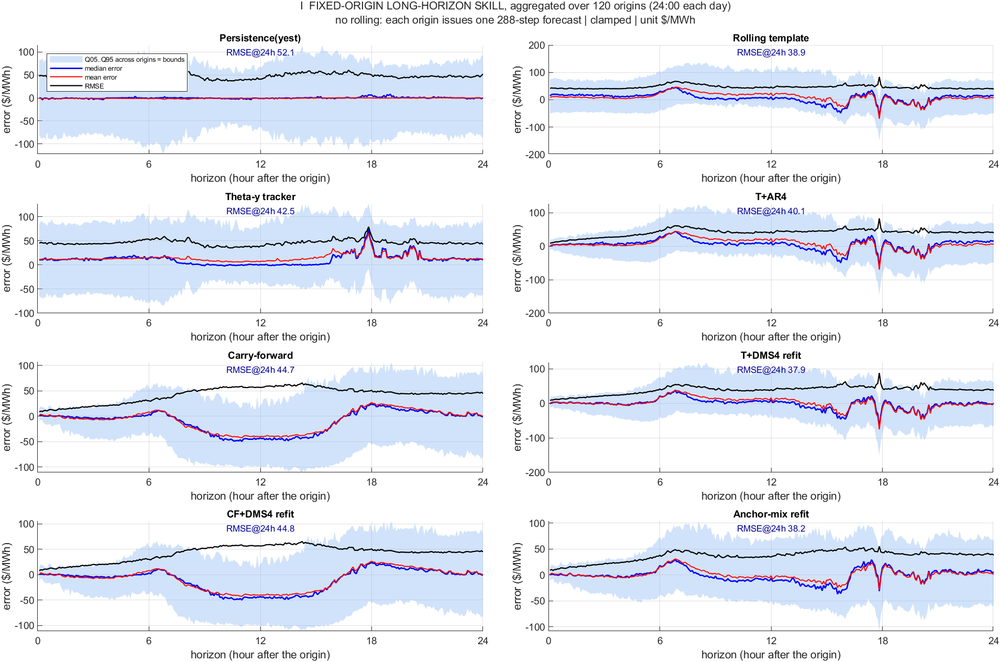 I  FIXED-ORIGIN LONG-HORIZON SKILL, aggregated over 120 origins (24:00 each day)
no rolling: each origin issues one 288-step forecast | clamped | unit $/MWh
Persistence(yest)
RMSE@24h 52.1
Q05..Q95 across origins = bounds
median error
mean error
RMSE
100
50
0
-50
-100
error ($/MWh)
0 6 12 18 24
horizon (hour after the origin)
Rolling template
RMSE@24h 38.9
200
100
0
-100
-200
error ($/MWh)
0 6 12 18 24
horizon (hour after the origin)
Theta-y tracker
RMSE@24h 42.5
100
50
0
-50
-100
error ($/MWh)
0 6 12 18 24
horizon (hour after the origin)
T+AR4
RMSE@24h 40.1
100
0
-100
-200
error ($/MWh)
0 6 12 18 24
horizon (hour after the origin)
Carry-forward
RMSE@24h 44.7
100
50
0
-50
-100
error ($/MWh)
0 6 12 18 24
horizon (hour after the origin)
T+DMS4 refit
RMSE@24h 37.9
100
0
-100
-200
error ($/MWh)
0 6 12 18 24
horizon (hour after the origin)
CF+DMS4 refit
RMSE@24h 44.8
100
50
0
-50
-100
error ($/MWh)
0 6 12 18 24
horizon (hour after the origin)
Anchor-mix refit
RMSE@24h 38.2
100
50
0
-50
-100
error ($/MWh)
0 6 12 18 24
horizon (hour after the origin)